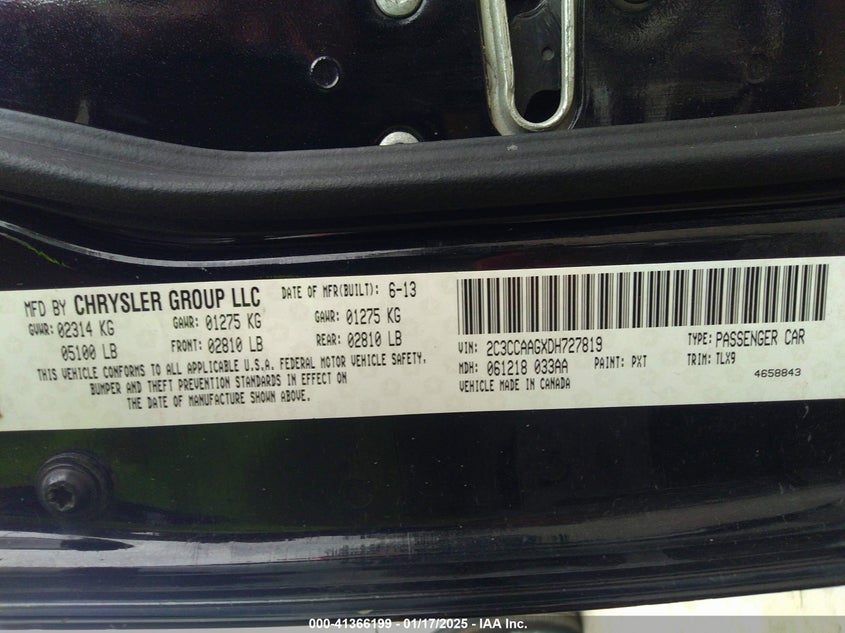 MFD BY CHRYSLER GROUP LLC DATE OF MFR(BUILT): 6-13
GVWR: 02314 KG GAWR: 01275 KG GAWR: 01275 KG
05100 LB FRONT: 02810 LB REAR: 02810 LB
THIS VEHICLE CONFORMS TO ALL APPLICABLE U.S.A. FEDERAL MOTOR VEHICLE SAFETY,
BUMPER AND THEFT PREVENTION STANDARDS IN EFFECT ON
THE DATE OF MANUFACTURE SHOWN ABOVE.
VIN: 2C3CCAAGXDH727819 TYPE: PASSENGER CAR
MDH: 061218 033AA PAINT: PXT TRIM: TLX9
VEHICLE MADE IN CANADA 4658843
000-41366199 - 01/17/2025 - IAA Inc.